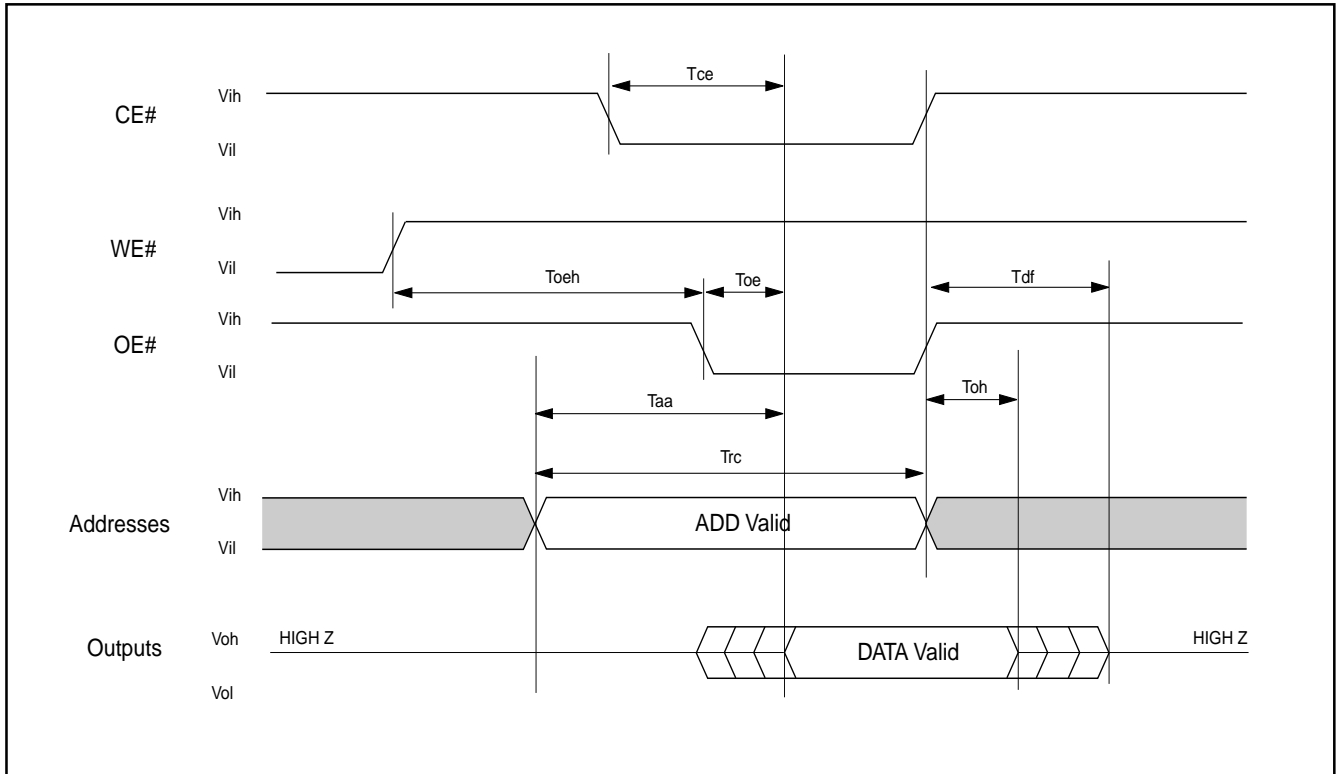 Tce
CE#
Vih
Vil
WE#
Vih
Vil
Toeh
Toe
Tdf
OE#
Vih
Vil
Toh
Taa
Trc
Addresses
Vih
Vil
ADD Valid
Outputs
Voh
HIGH Z
DATA Valid
HIGH Z
Vol